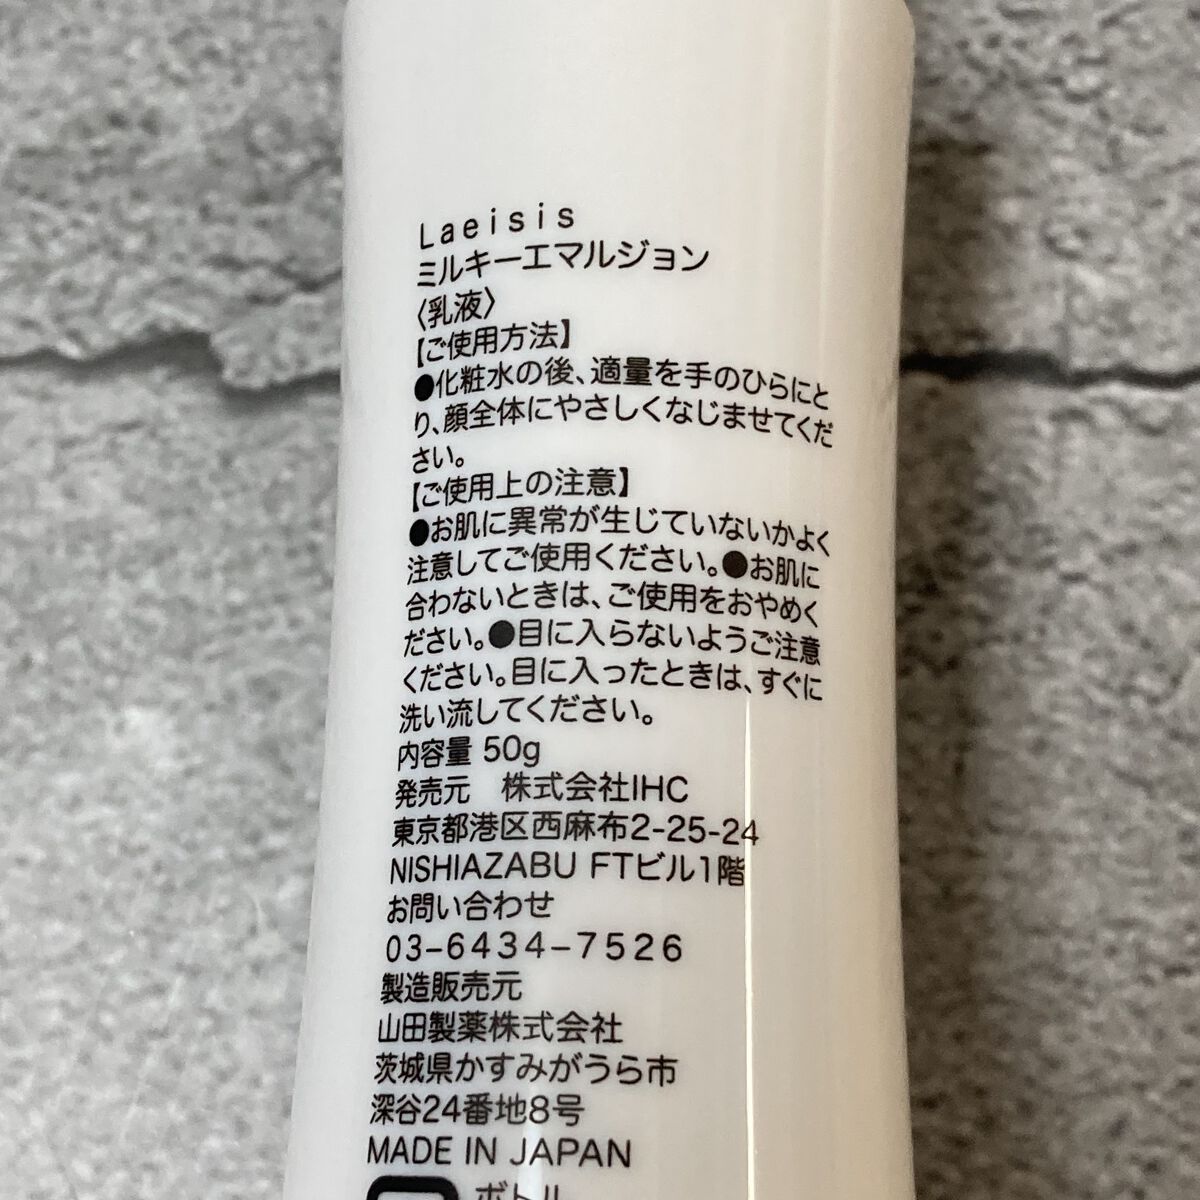 Laeisis
ミルキーエマルジョン
〈乳液〉
【ご使用方法】
●化粧水の後、適量を手のひらにと
り、顔全体にやさしくなじませてくだ
さい。
【ご使用上の注意】
●お肌に異常が生じていないかよく
注意してご使用ください。●お肌に
合わないときは、ご使用をおやめく
ださい。●目に入らないようご注意
ください。目に入ったときは、すぐに
洗い流してください。
内容量 50g
発売元　株式会社IHC
東京都港区西麻布2-25-24
NISHIAZABU FTビル1階
お問い合わせ
03-6434-7526
製造販売元
山田製薬株式会社
茨城県かすみがうら市
深谷24番地8号
MADE IN JAPAN
ボトル